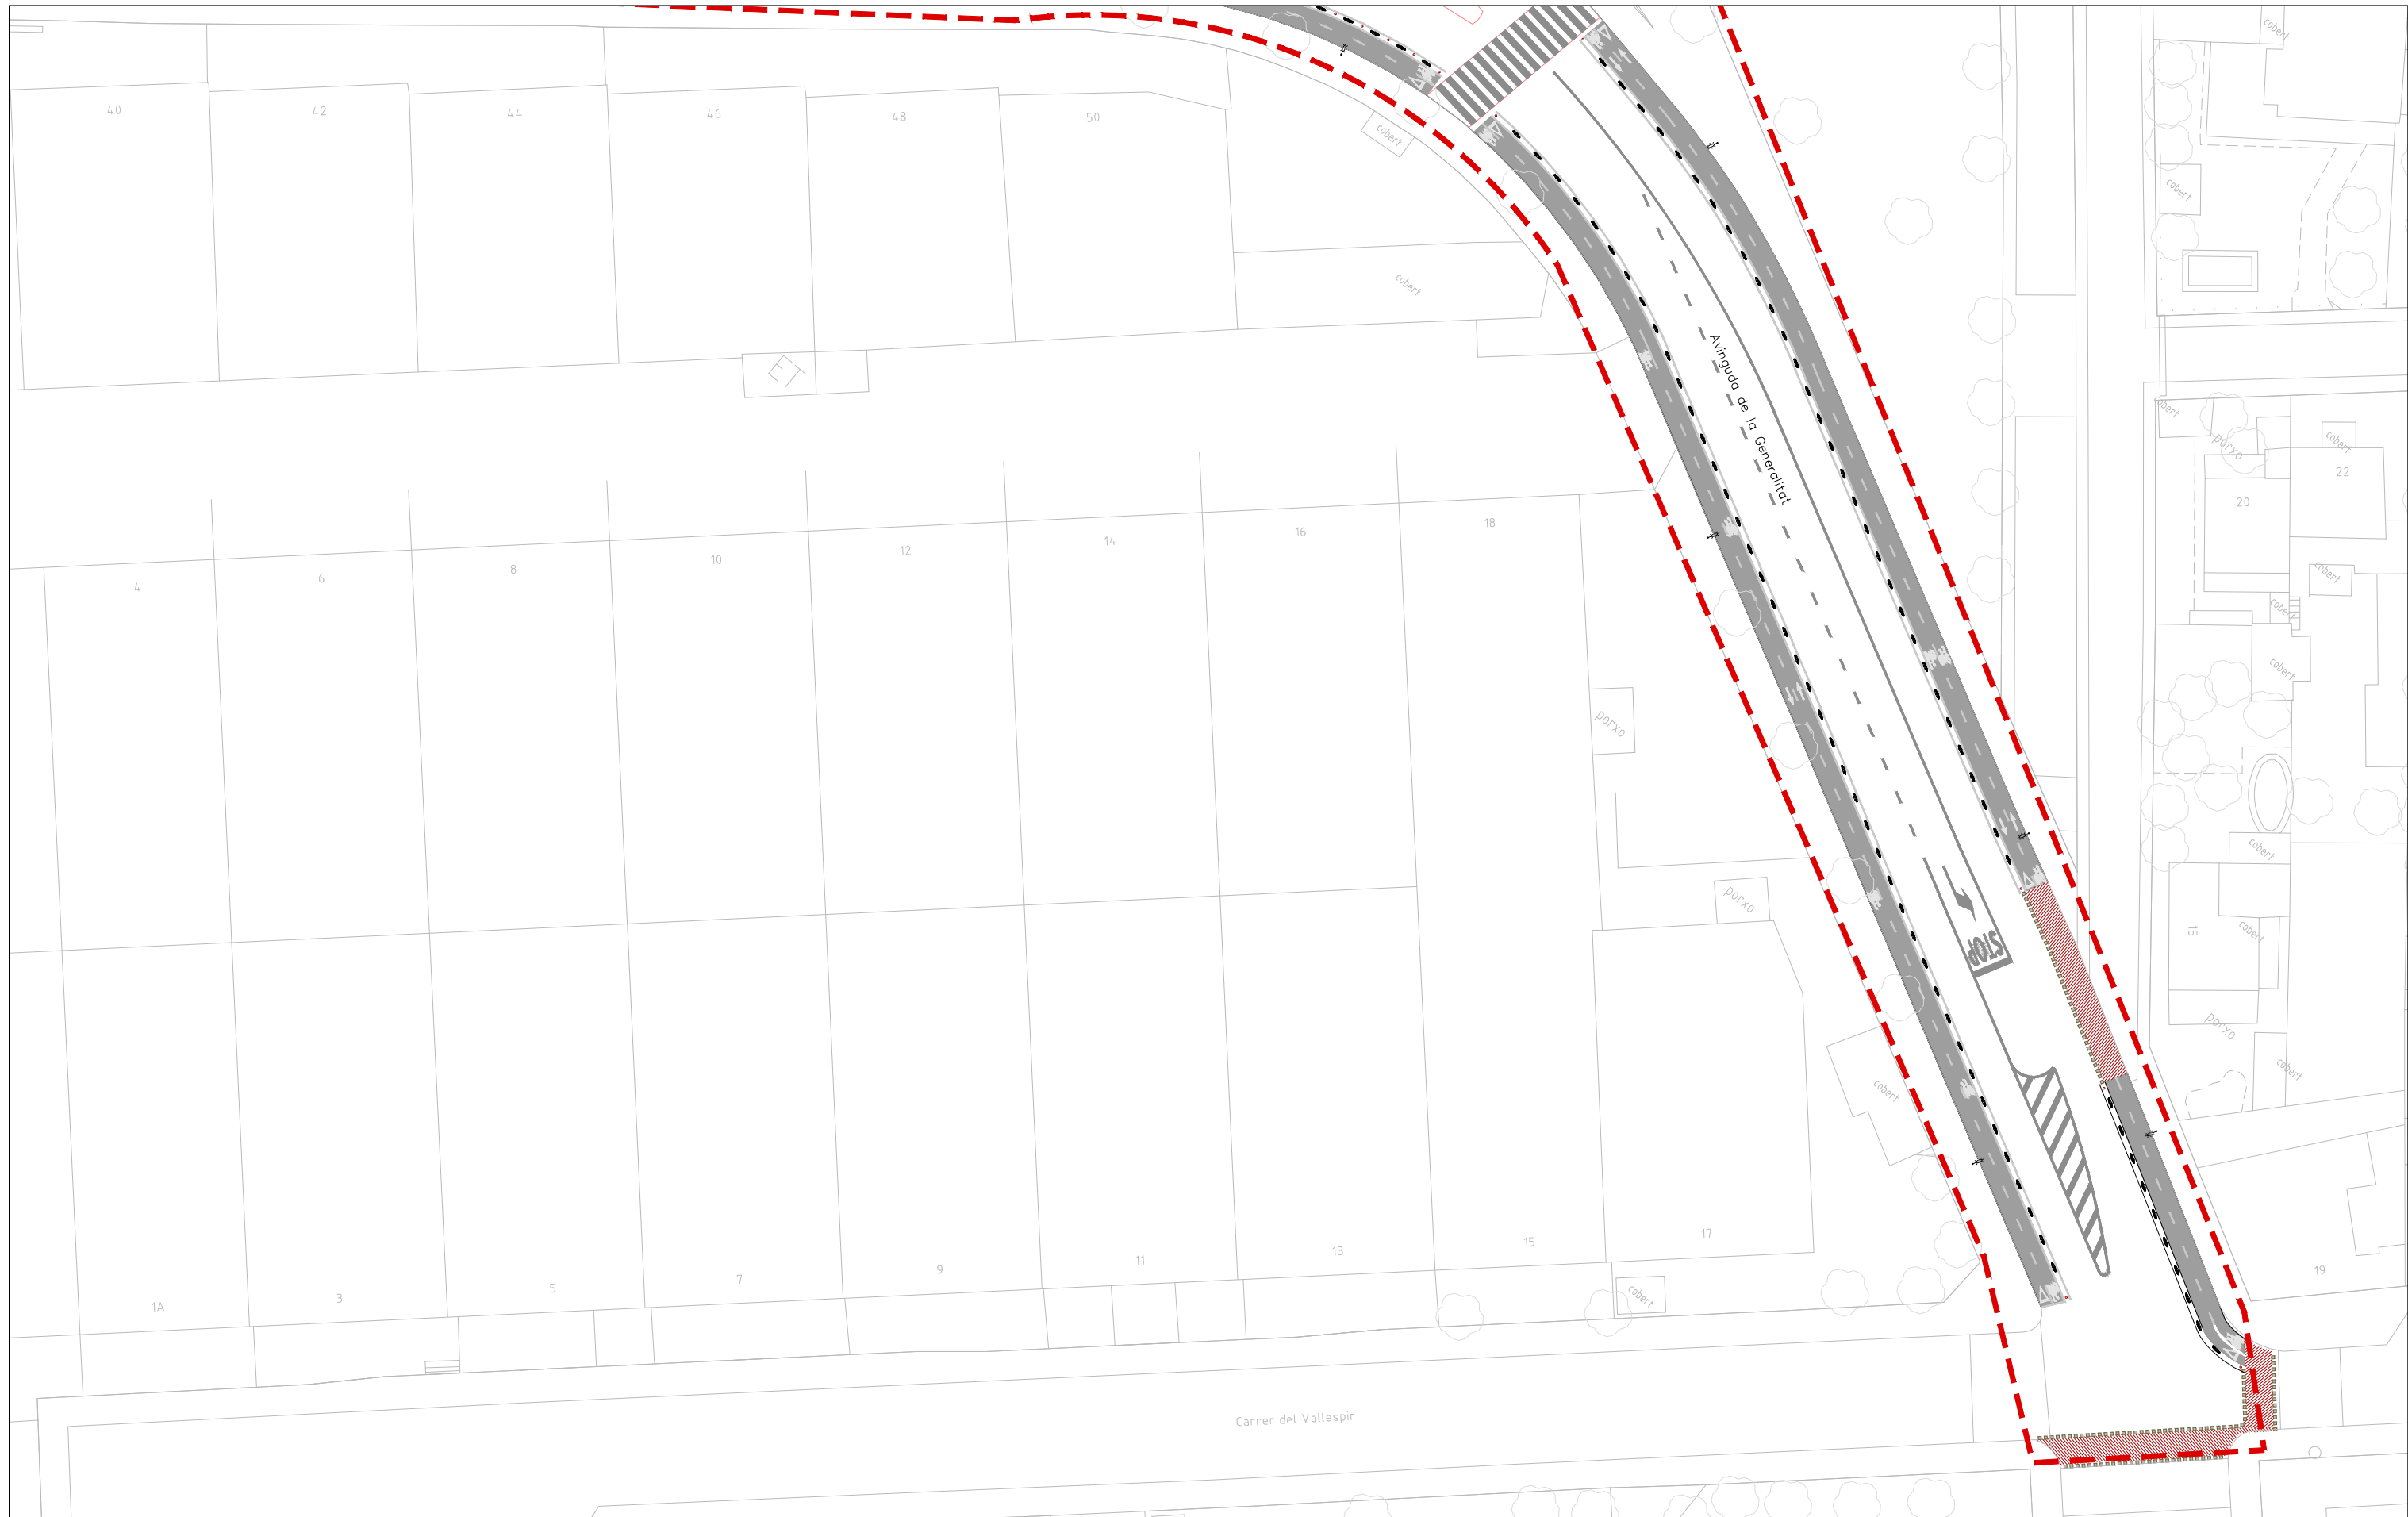 cobert
40
42
44
46
48
50
cobert
cobert
cobert
ET
Avinguda de la Generalitat
cobert
porxo
cobert
22
20
cobert
cobert
cobert
4
6
8
10
12
14
16
18
porxo
porxo
cobert
15
cobert
STOP
porxo
cobert
cobert
1A
3
5
7
9
11
13
15
17
19
cobert
Carrer del Vallespir